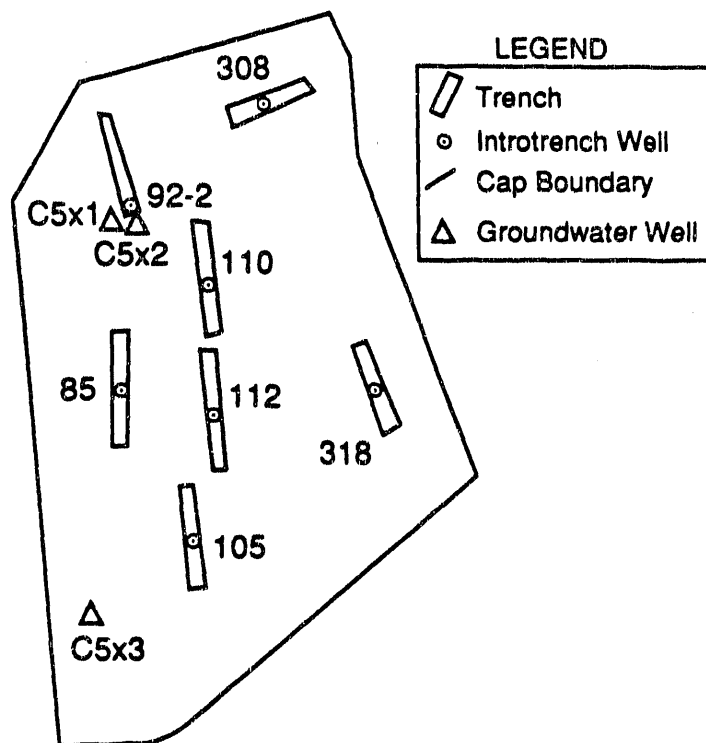 LEGEND
308
Trench
Introtrench Well
92-2
Cap Boundary
C5x1
C5x2
Groundwater Well
110
85
112
318
105
C5x3